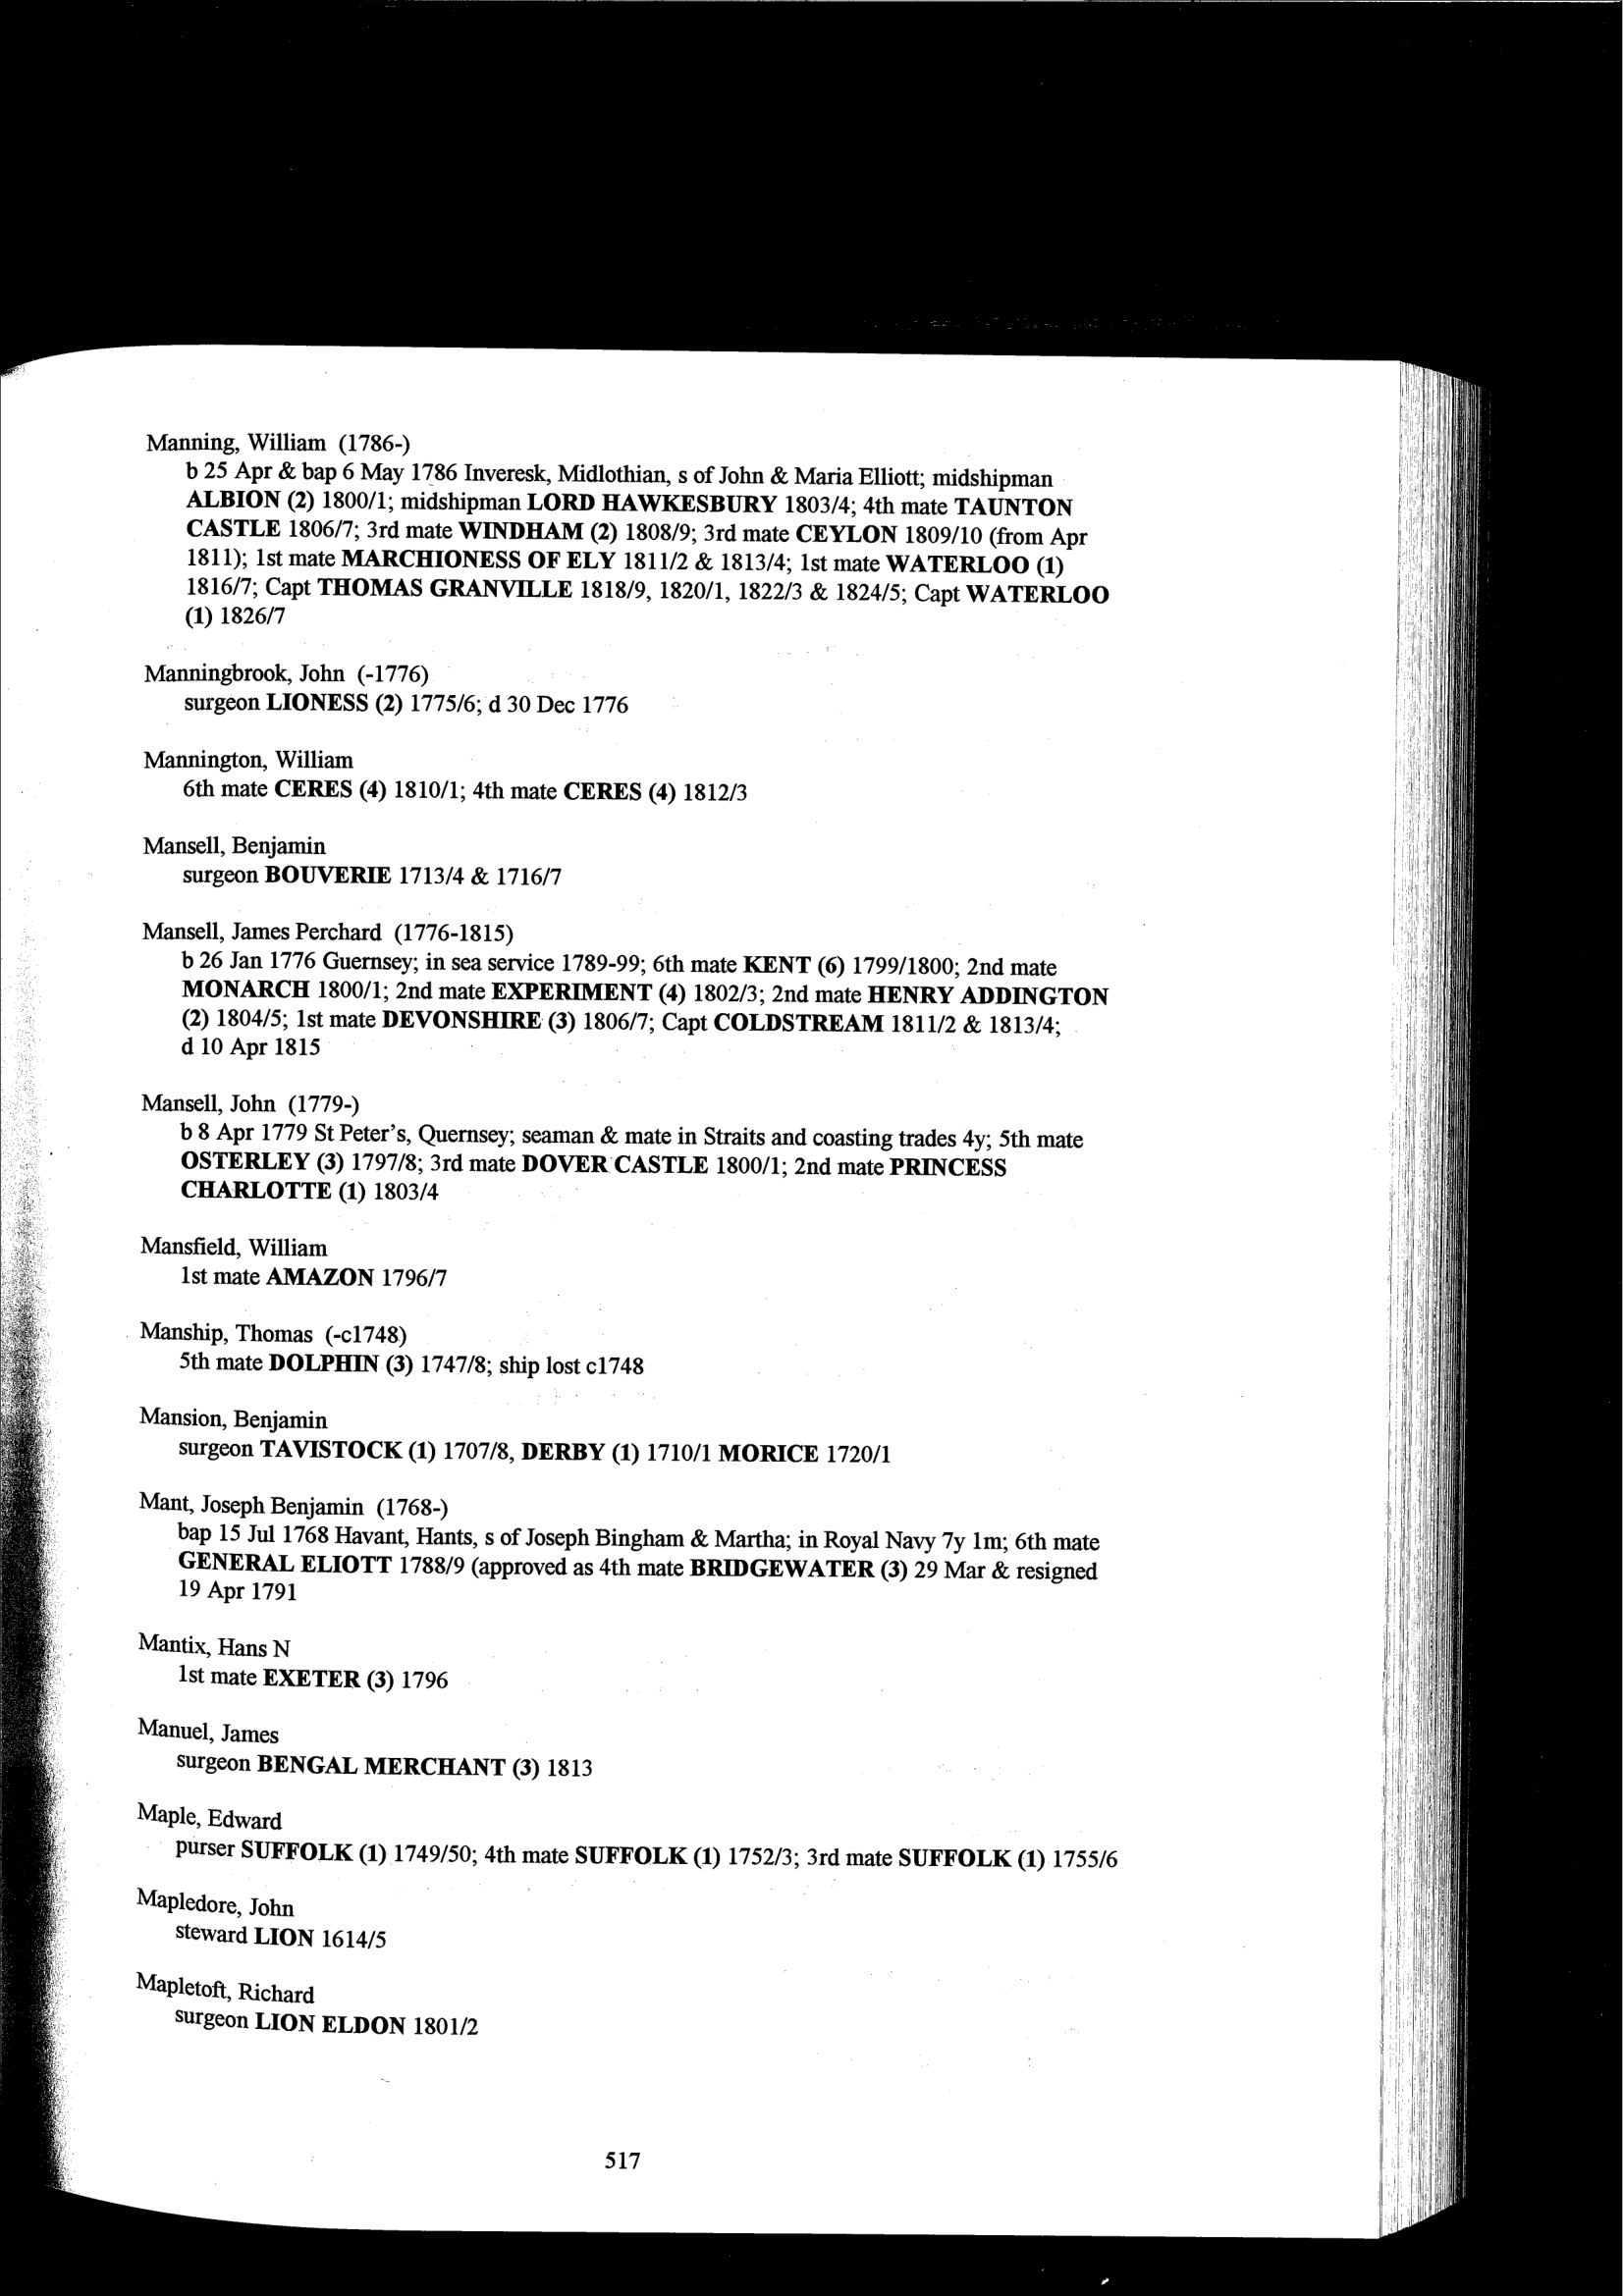 Manning, William (1786-)
b 25 Apr & bap 6 May 1786 Inveresk, Midlothian, s of John & Maria Elliott; midshipman
ALBION (2) 1800/1; midshipman LORD HAWKESBURY 1803/4; 4th mate TAUNTON
CASTLE 1806/7; 3rd mate WINDHAM (2) 1808/9; 3rd mate CEYLON 1809/10 (from Apr
1811); 1st mate MARCHIONESS OF ELY 1811/2 & 1813/4; 1st mate WATERLOO (1)
1816/7; Capt THOMAS GRANVILLE 1818/9, 1820/1, 1822/3 & 1824/5; Capt WATERLOO
(1) 1826/7
Manningbrook, John (-1776)
surgeon LIONESS (2) 1775/6; d 30 Dec 1776
Mannington, William
6th mate CERES (4) 1810/1; 4th mate CERES (4) 1812/3
Mansell, Benjamin
surgeon BOUVERIE 1713/4 & 1716/7
Mansell, James Perchard (1776-1815)
b 26 Jan 1776 Guernsey; in sea service 1789-99; 6th mate KENT (6) 1799/1800; 2nd mate
MONARCH 1800/1; 2nd mate EXPERIMENT (4) 1802/3; 2nd mate HENRY ADDINGTON
(2) 1804/5; 1st mate DEVONSHIRE (3) 1806/7; Capt COLDSTREAM 1811/2 & 1813/4;
d 10 Apr 1815
Mansell, John (1779-)
b 8 Apr 1779 St Peter's, Quernsey; seaman & mate in Straits and coasting trades 4y; 5th mate
OSTERLEY (3) 1797/8; 3rd mate DOVER CASTLE 1800/1; 2nd mate PRINCESS
CHARLOTTE (1) 1803/4
Mansfield, William
1st mate AMAZON 1796/7
Manship, Thomas (-c1748)
5th mate DOLPHIN (3) 1747/8; ship lost c1748
Mansion, Benjamin
surgeon TAVISTOCK (1) 1707/8, DERBY (1) 1710/1 MORICE 1720/1
Mant, Joseph Benjamin (1768-)
bap 15 Jul 1768 Havant, Hants, s of Joseph Bingham & Martha; in Royal Navy 7y 1m; 6th mate
GENERAL ELIOTT 1788/9 (approved as 4th mate BRIDGEWATER (3) 29 Mar & resigned
19 Apr 1791
Mantix, Hans N
1st mate EXETER (3) 1796
Manuel, James
surgeon BENGAL MERCHANT (3) 1813
Maple, Edward
purser SUFFOLK (1) 1749/50; 4th mate SUFFOLK (1) 1752/3; 3rd mate SUFFOLK (1) 1755/6
Mapledore, John
steward LION 1614/5
Mapletoft, Richard
surgeon LION ELDON 1801/2
517